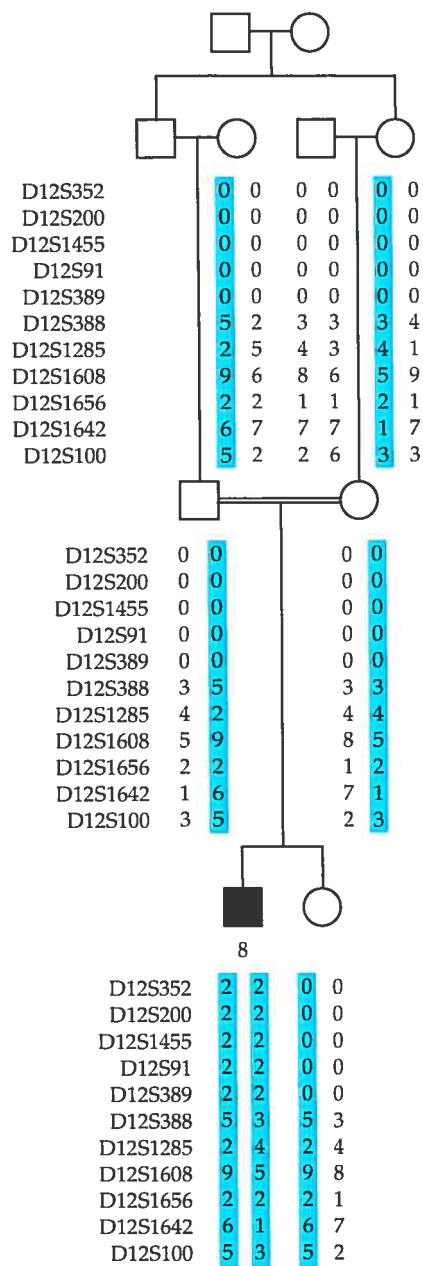 D12S352 0 0 0 0 0 0
D12S200 0 0 0 0 0 0
D12S1455 0 0 0 0 0 0
D12S91 0 0 0 0 0 0
D12S389 0 0 0 0 0 0
D12S388 5 2 3 3 3 4
D12S1285 2 5 4 3 4 1
D12S1608 9 6 8 6 5 9
D12S1656 2 2 1 1 2 1
D12S1642 6 7 7 7 1 7
D12S100 5 2 2 6 3 3
D12S352 0 0 0 0
D12S200 0 0 0 0
D12S1455 0 0 0 0
D12S91 0 0 0 0
D12S389 0 0 0 0
D12S388 3 5 3 3
D12S1285 4 2 4 4
D12S1608 5 9 8 5
D12S1656 2 2 1 2
D12S1642 1 6 7 1
D12S100 3 5 2 3
8
D12S352 2 2 0 0
D12S200 2 2 0 0
D12S1455 2 2 0 0
D12S91 2 2 0 0
D12S389 2 2 0 0
D12S388 5 3 5 3
D12S1285 2 4 2 4
D12S1608 9 5 9 8
D12S1656 2 2 2 1
D12S1642 6 1 6 7
D12S100 5 3 5 2